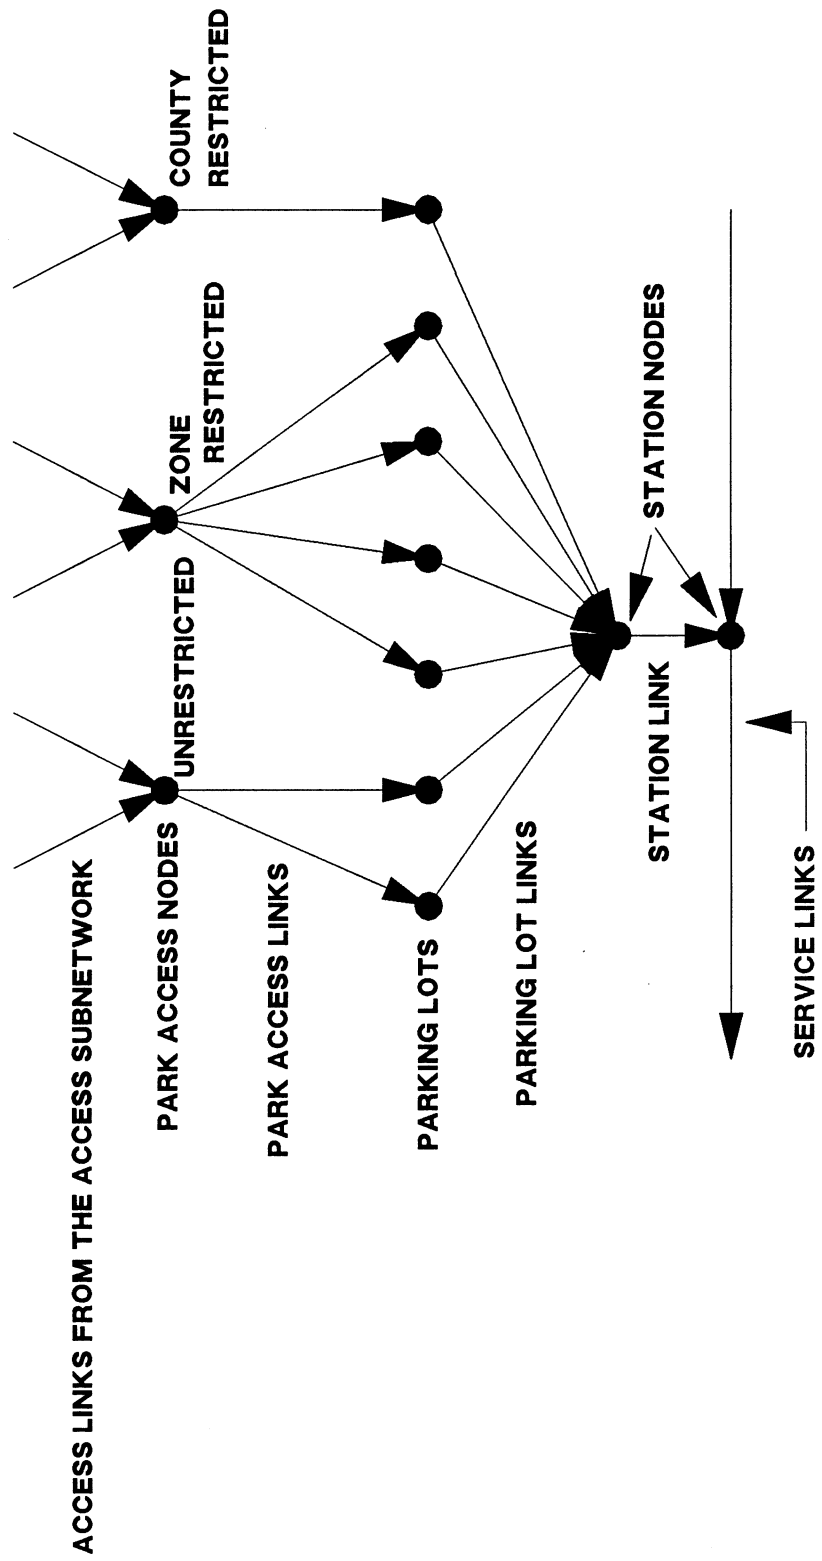 ACCESS LINKS FROM THE ACCESS SUBNETWORK
PARK ACCESS NODES
UNRESTRICTED
ZONE
RESTRICTED
COUNTY
RESTRICTED
PARK ACCESS LINKS
PARKING LOTS
PARKING LOT LINKS
STATION LINK
STATION NODES
SERVICE LINKS